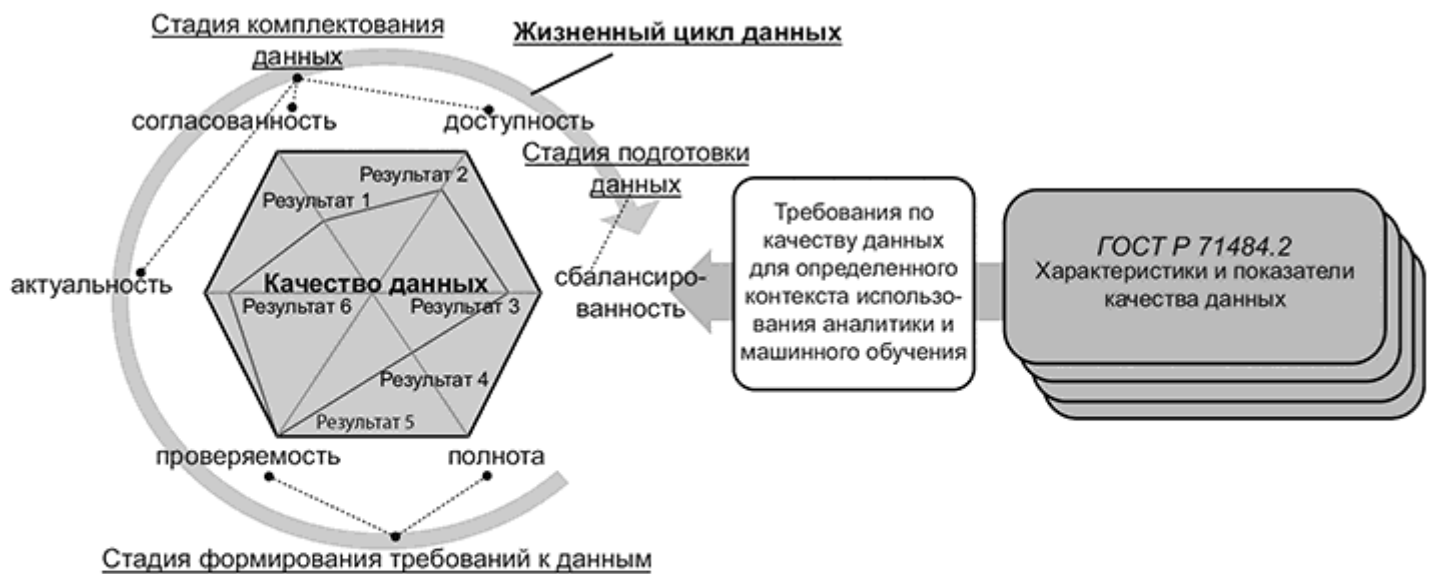 Стадия комплектования
данных
Жизненный цикл данных
согласованность
доступность
Стадия подготовки
данных
Результат 2
Результат 1
актуальность
Качество данных
Результат 6
Результат 3
сбалансиро-
ванность
Результат 4
Результат 5
проверяемость
полнота
Стадия формирования требований к данным
Требования по
качеству данных
для определенного
контекста использо-
вания аналитики и
машинного обучения
ГОСТ Р 71484.2
Характеристики и показатели
качества данных